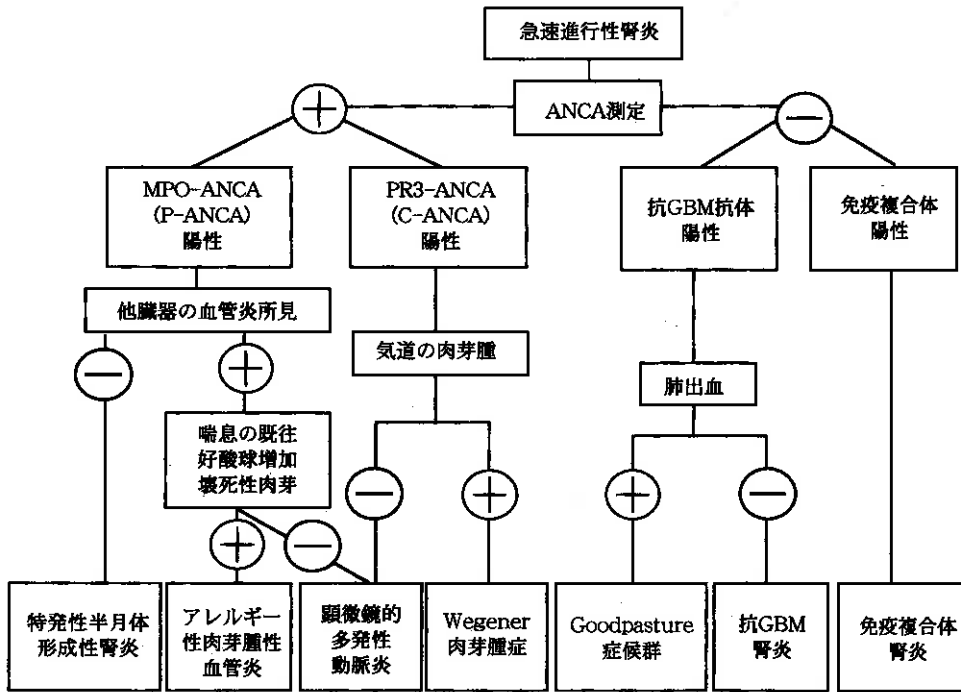 急速進行性腎炎
ANCA測定
+
−
MPO-ANCA
(P-ANCA)
陽性
PR3-ANCA
(C-ANCA)
陽性
抗GBM抗体
陽性
免疫複合体
陽性
他臓器の血管炎所見
気道の肉芽腫
肺出血
−
+
喘息の既往
好酸球増加
壊死性肉芽
−
+
+
−
+
−
特発性半月体
形成性腎炎
アレルギー
性肉芽腫性
血管炎
顕微鏡的
多発性
動脈炎
Wegener
肉芽腫症
Goodpasture
症候群
抗GBM
腎炎
免疫複合体
腎炎